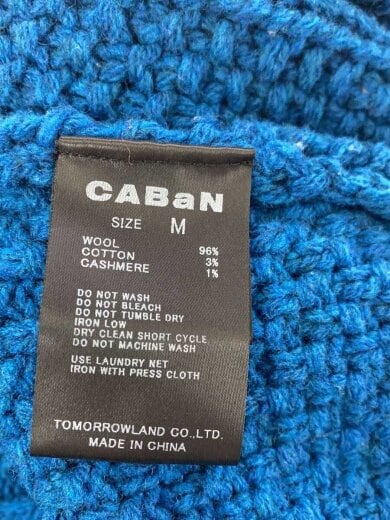 CABaN
SIZE M
WOOL 96%
COTTON 3%
CASHMERE 1%
DO NOT WASH
DO NOT BLEACH
DO NOT TUMBLE DRY
IRON LOW
DRY CLEAN SHORT CYCLE
DO NOT MACHINE WASH
USE LAUNDRY NET
IRON WITH PRESS CLOTH
TOMORROWLAND CO.,LTD.
MADE IN CHINA